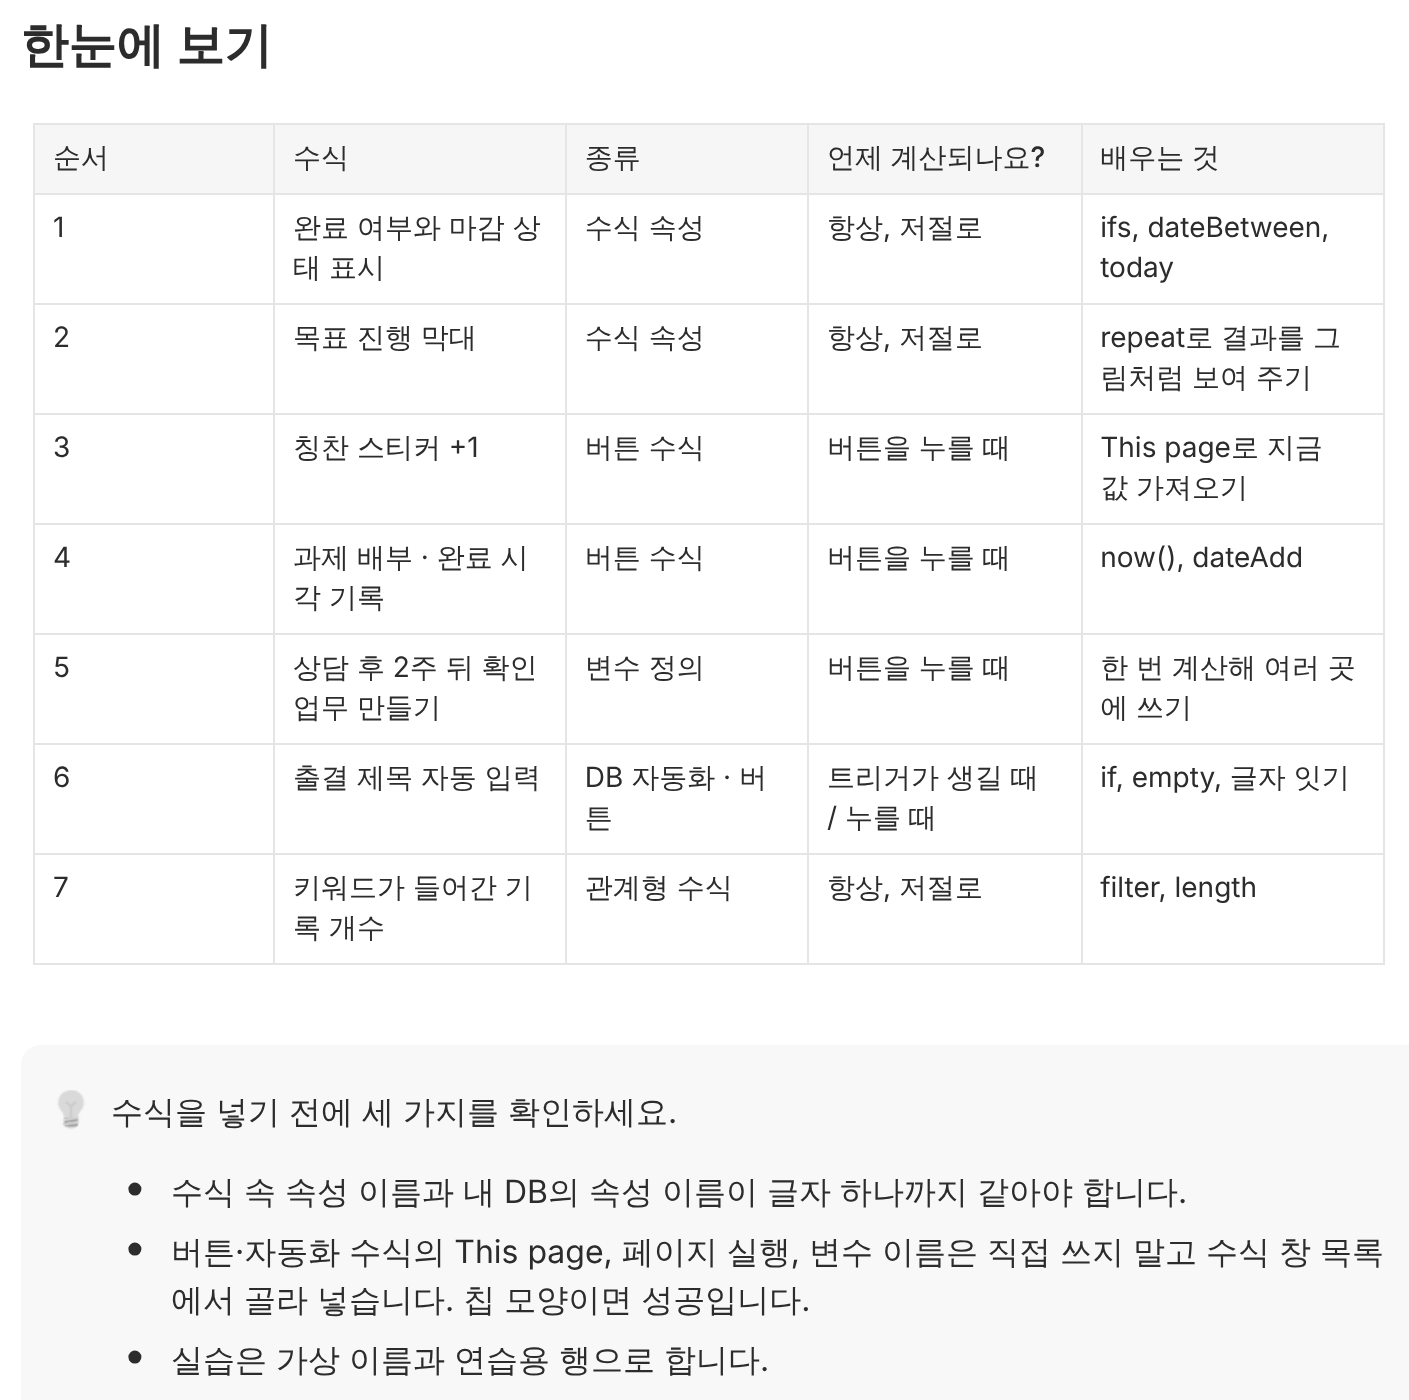 한눈에 보기
순서 수식 종류 언제 계산되나요? 배우는 것
1 완료 여부와 마감 상 수식 속성 항상, 저절로 ifs, dateBetween,
태 표시 today
2 목표 진행 막대 수식 속성 항상, 저절로 repeat로 결과를 그
림처럼 보여 주기
3 칭찬 스티커 +1 버튼 수식 버튼을 누를 때 This page로 지금
값 가져오기
4 과제 배부 · 완료 시 버튼 수식 버튼을 누를 때 now(), dateAdd
각 기록
5 상담 후 2주 뒤 확인 변수 정의 버튼을 누를 때 한 번 계산해 여러 곳
업무 만들기 에 쓰기
6 출결 제목 자동 입력 DB 자동화 · 버 트리거가 생길 때 if, empty, 글자 잇기
튼 / 누를 때
7 키워드가 들어간 기 관계형 수식 항상, 저절로 filter, length
록 개수
수식을 넣기 전에 세 가지를 확인하세요.
• 수식 속 속성 이름과 내 DB의 속성 이름이 글자 하나까지 같아야 합니다.
• 버튼·자동화 수식의 This page, 페이지 실행, 변수 이름은 직접 쓰지 말고 수식 창 목록
에서 골라 넣습니다. 칩 모양이면 성공입니다.
• 실습은 가상 이름과 연습용 행으로 합니다.